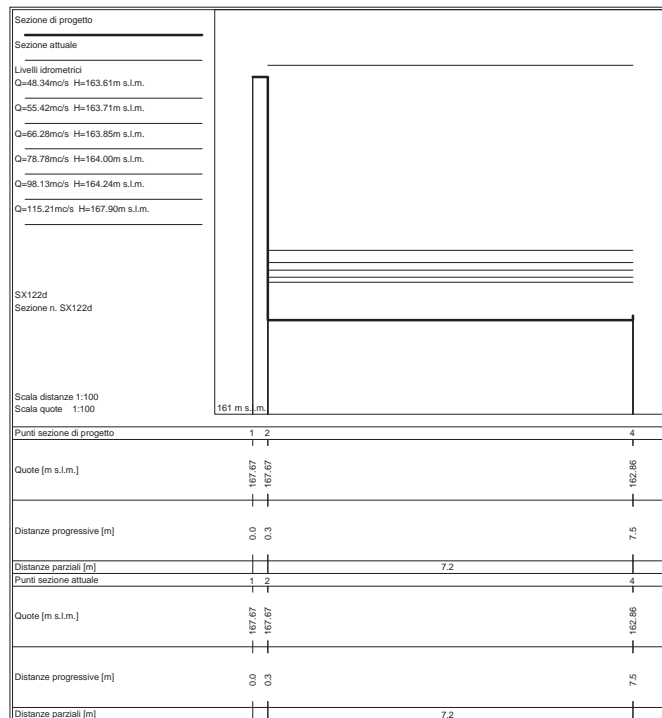 Sezione di progetto
Sezione attuale
Livelli idrometrici
Q=48.34mc/s H=163.61m s.l.m.
Q=55.42mc/s H=163.71m s.l.m.
Q=66.28mc/s H=163.85m s.l.m.
Q=78.78mc/s H=164.00m s.l.m.
Q=98.13mc/s H=164.24m s.l.m.
Q=115.21mc/s H=167.90m s.l.m.
SX122d
Sezione n. SX122d
Scala distanze 1:100
Scala quote 1:100
161 m s.l.m.
Punti sezione di progetto 1 2 4
Quote [m s.l.m.] 167.67 167.67 162.86
Distanze progressive [m] 0.0 0.3 7.5
Distanze parziali [m] 7.2
Punti sezione attuale 1 2 4
Quote [m s.l.m.] 167.67 167.67 162.86
Distanze progressive [m] 0.0 0.3 7.5
Distanze parziali [m] 7.2